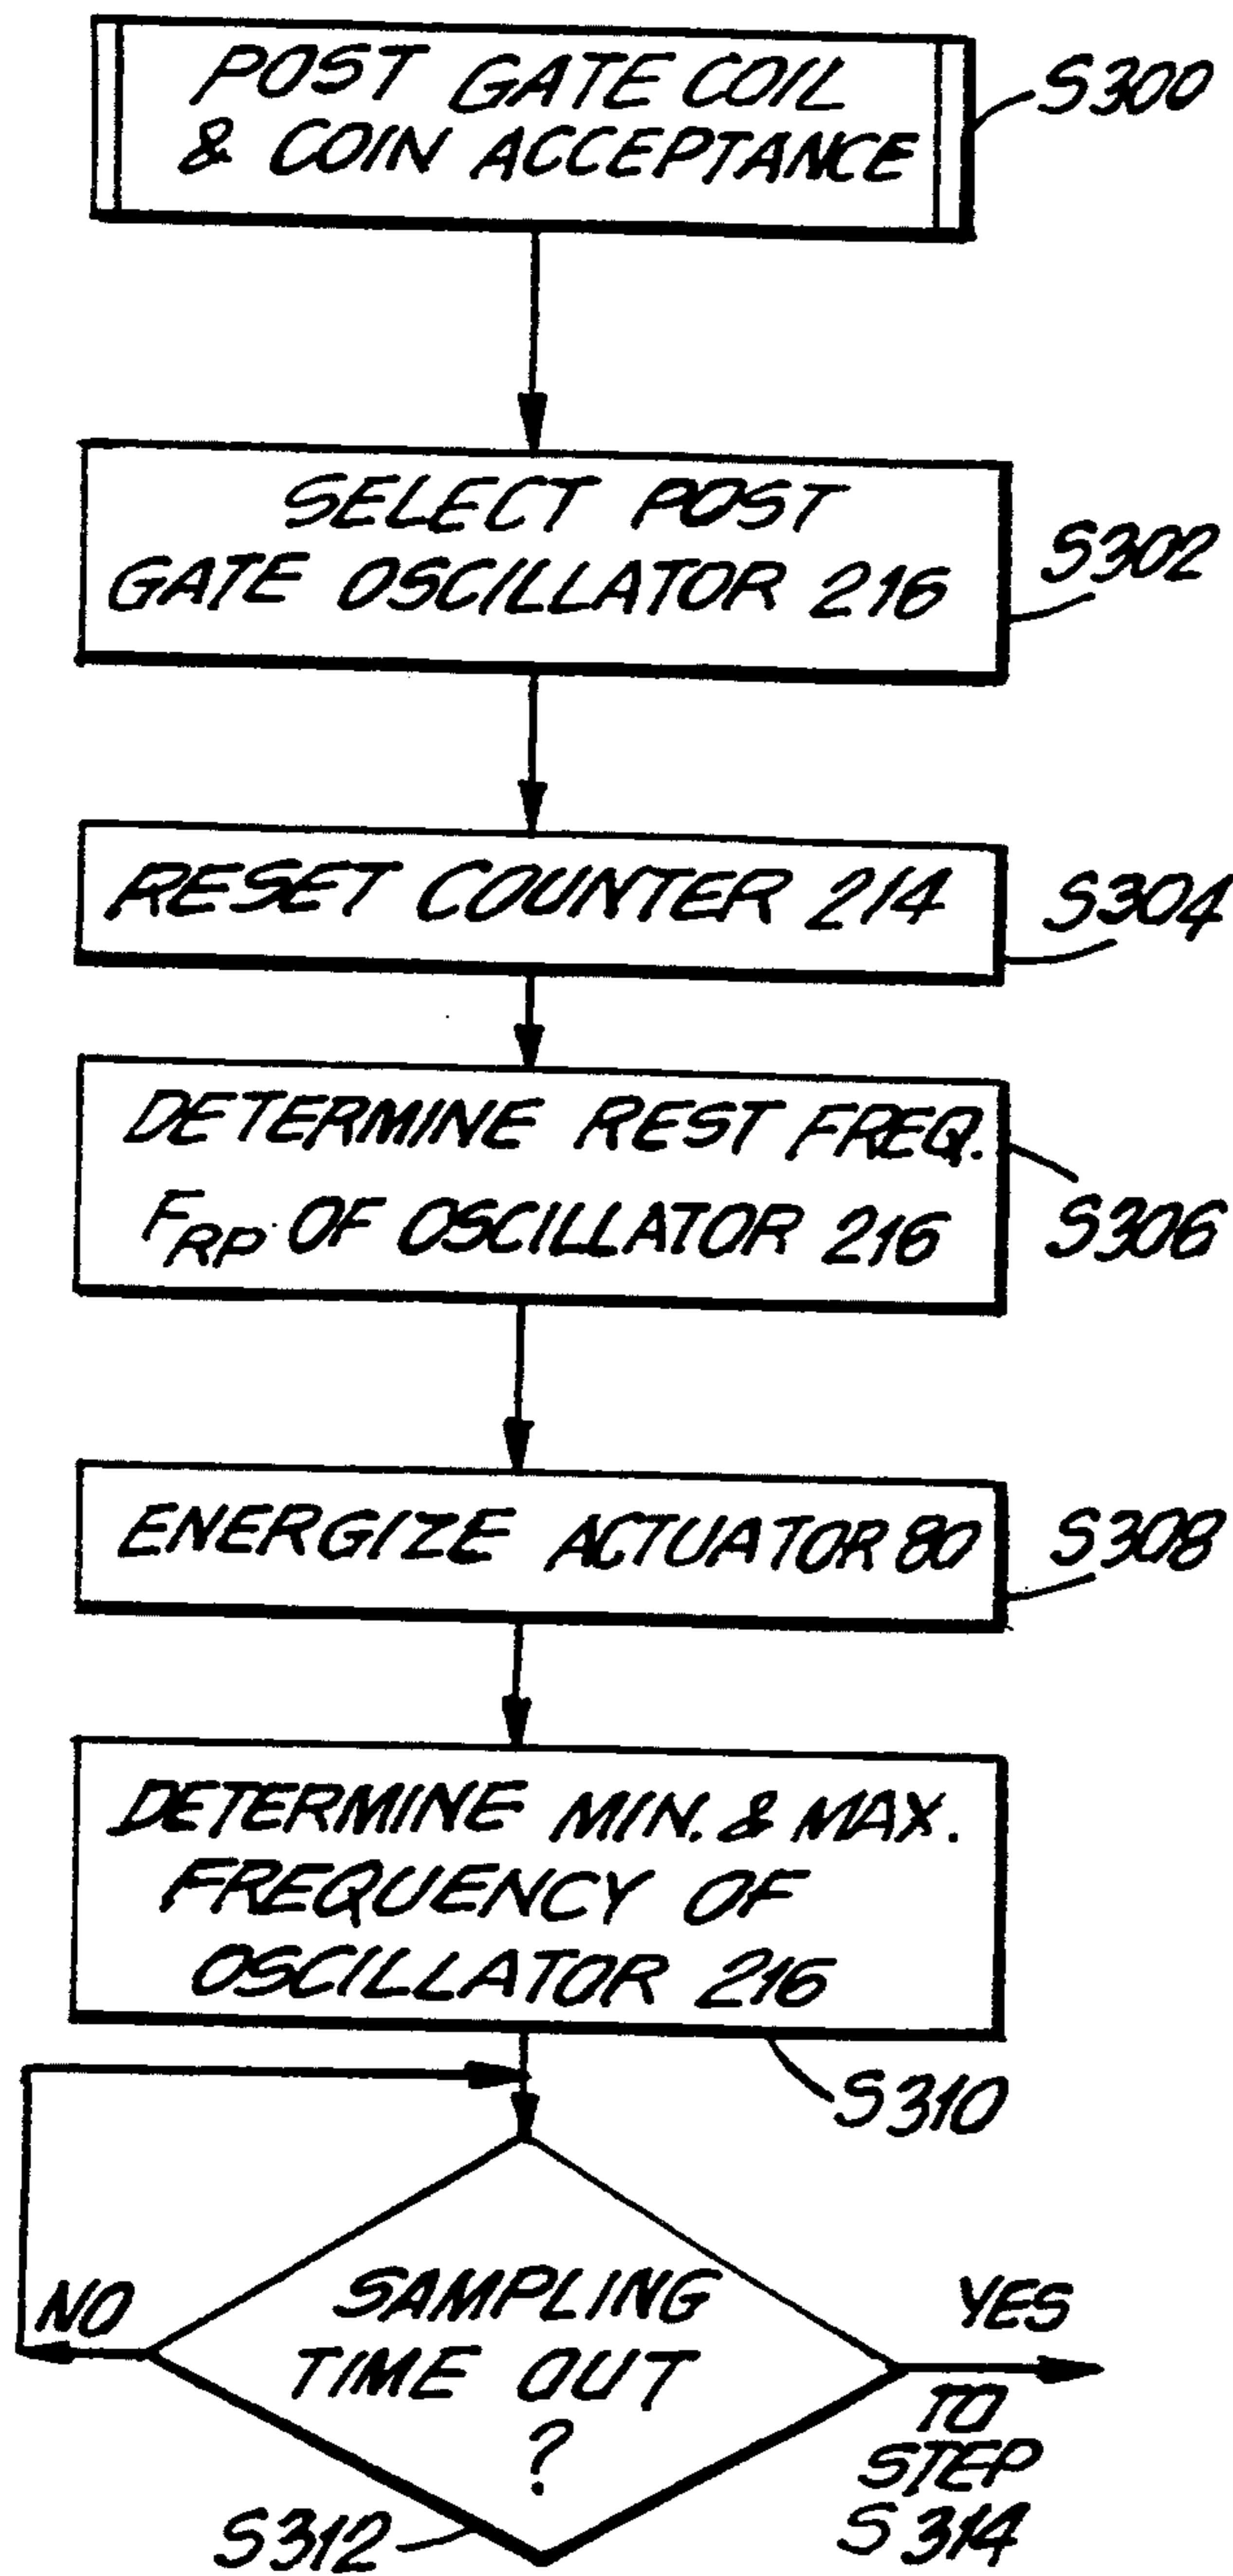 POST GATE COIL
& COIN ACCEPTANCE
S300
SELECT POST
GATE OSCILLATOR 216
S302
RESET COUNTER 214
S304
DETERMINE REST FREQ.
FRP OF OSCILLATOR 216
S306
ENERGIZE ACTUATOR 80
S308
DETERMINE MIN. & MAX.
FREQUENCY OF
OSCILLATOR 216
S310
SAMPLING
TIME OUT
?
NO
YES
TO
STEP
S314
S312